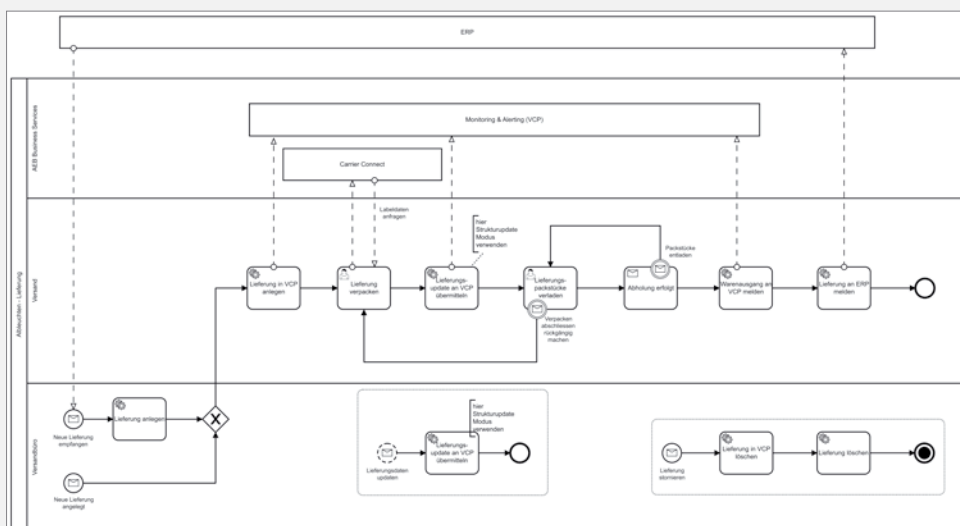 ERP
AEB Business Services
Monitoring & Alerting (VCP)
Carrier Connect
Labeldaten
anfragen
hier
Strukturupdate
Modus
verwenden
Packstücke
entladen
Versand
Lieferung in VCP
anlegen
Lieferung
verpacken
Lieferungs-
update an VCP
übermitteln
Lieferungs-
packstücke
verladen
Abholung erfolgt
Warenausgang an
VCP melden
Lieferung an ERP
melden
Verpacken
abschliessen
rückgängig
machen
- Lieferung
Versandbüro
Lieferung anlegen
Neue Lieferung
empfangen
Neue Lieferung
angelegt
hier
Strukturupdate
Modus
verwenden
Lieferungs-
update an VCP
übermitteln
Lieferungsdaten
updaten
Lieferung in VCP
löschen
Lieferung löschen
Lieferung
stornieren